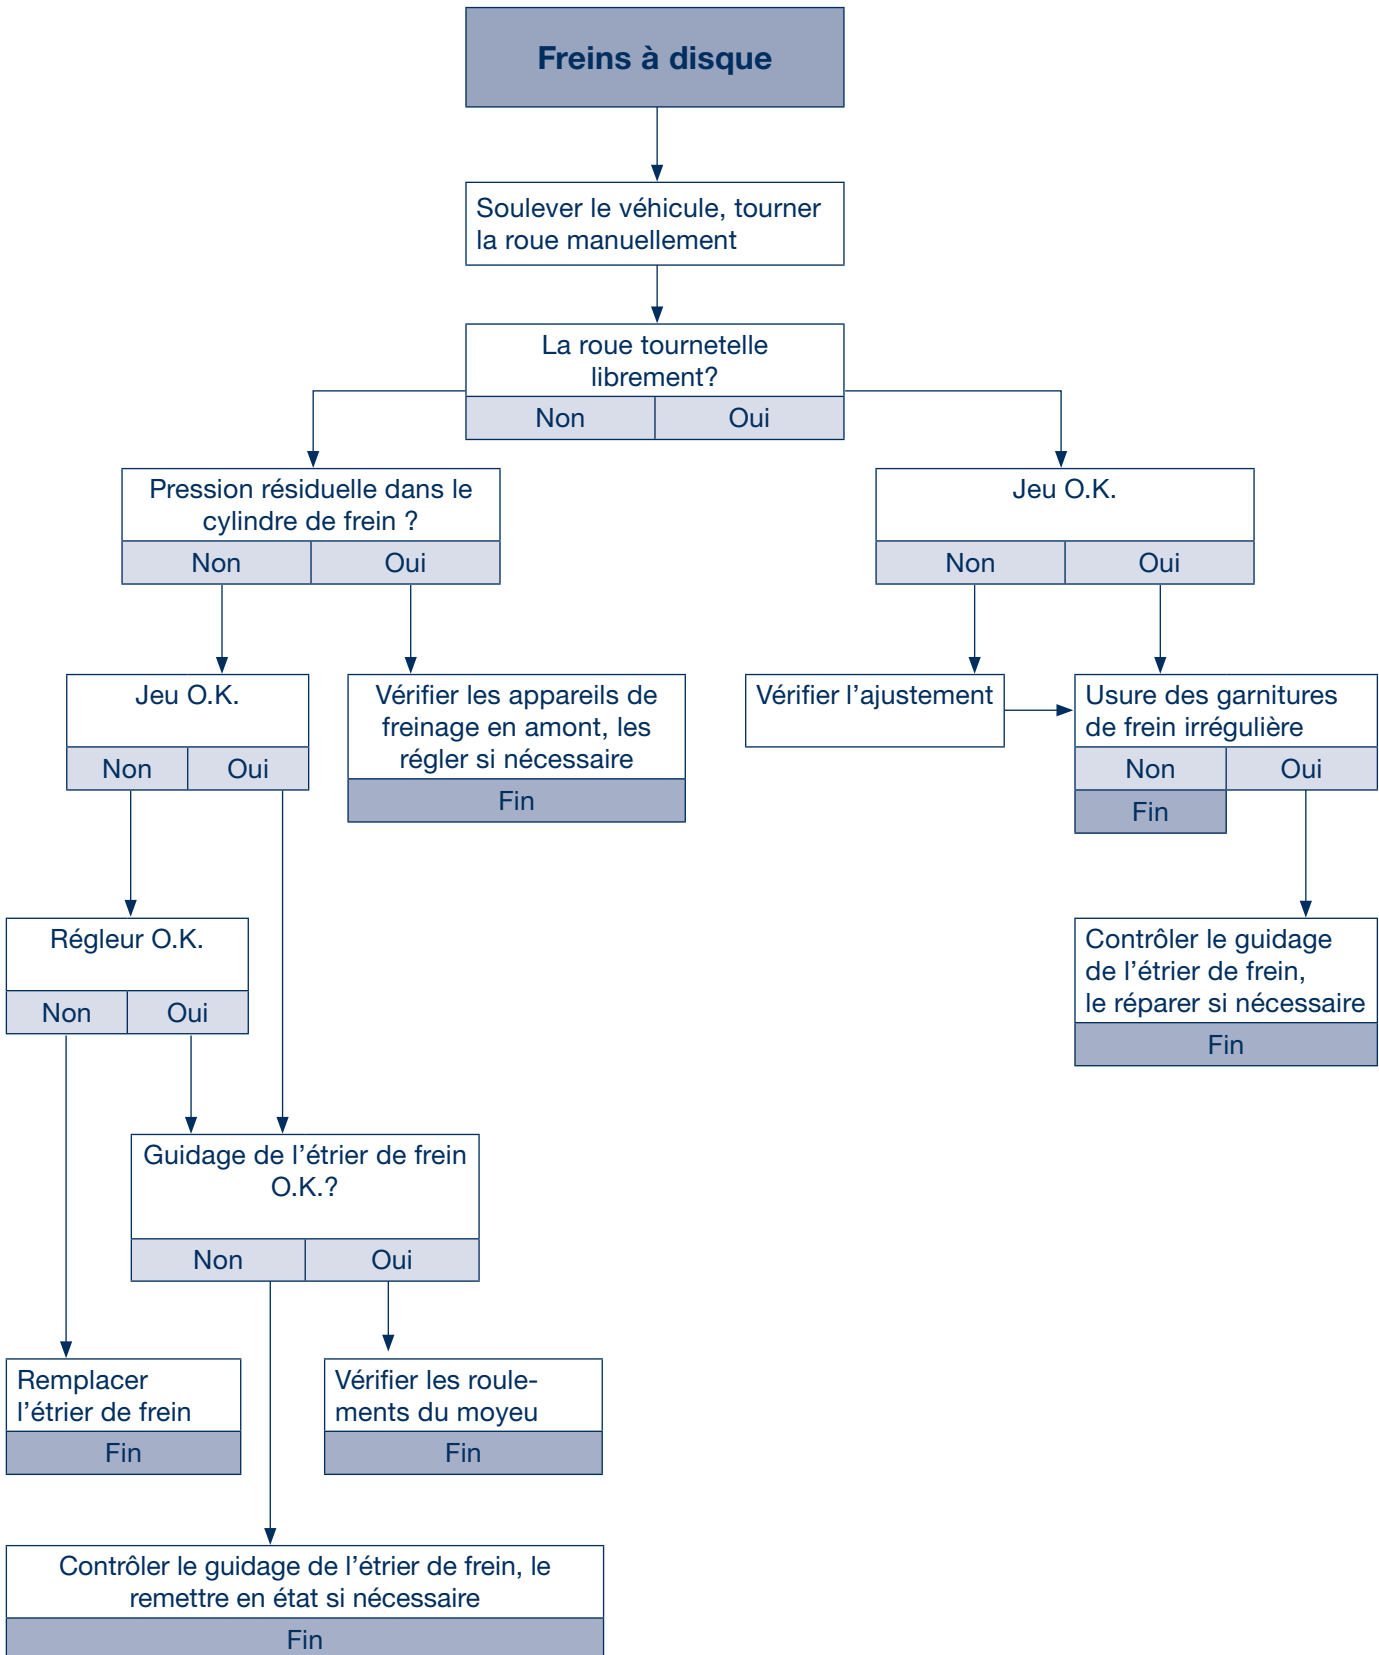 Freins à disque
Soulever le véhicule, tourner
la roue manuellement
La roue tournetelle
librement?
Non
Oui
Pression résiduelle dans le
cylindre de frein ?
Non
Oui
Jeu O.K.
Non
Oui
Jeu O.K.
Non
Oui
Vérifier les appareils de
freinage en amont, les
régler si nécessaire
Fin
Vérifier l’ajustement
Usure des garnitures
de frein irrégulière
Non
Oui
Fin
Régleur O.K.
Non
Oui
Contrôler le guidage
de l’étrier de frein,
le réparer si nécessaire
Fin
Guidage de l’étrier de frein
O.K.?
Non
Oui
Remplacer
l’étrier de frein
Fin
Vérifier les roule-
ments du moyeu
Fin
Contrôler le guidage de l’étrier de frein, le
remettre en état si nécessaire
Fin